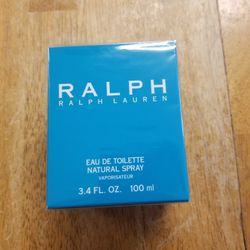 RALPH
RALPH LAUREN
EAU DE TOILETTE
NATURAL SPRAY
VAPORISATEUR
3.4 FL. OZ. 100 ml